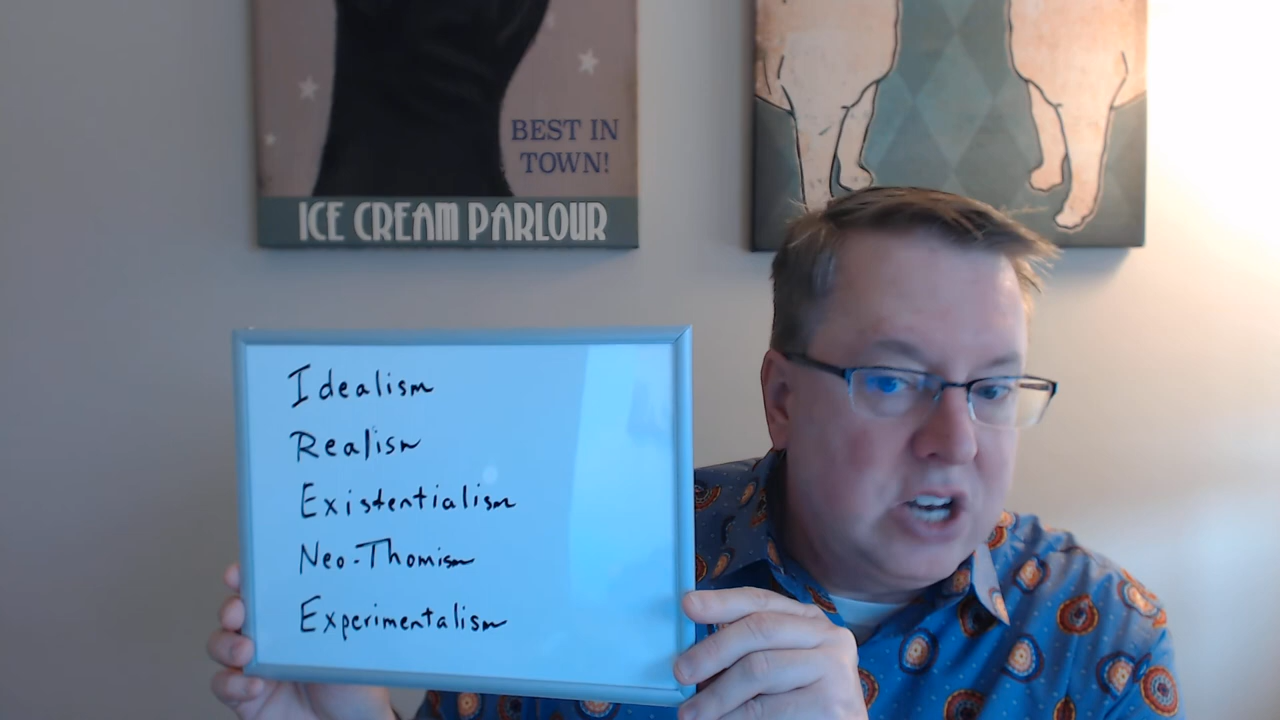 BEST IN
TOWN!
ICE CREAM PARLOUR
Idealism
Realism
Existentialism
Neo-Thomism
Experimentalism